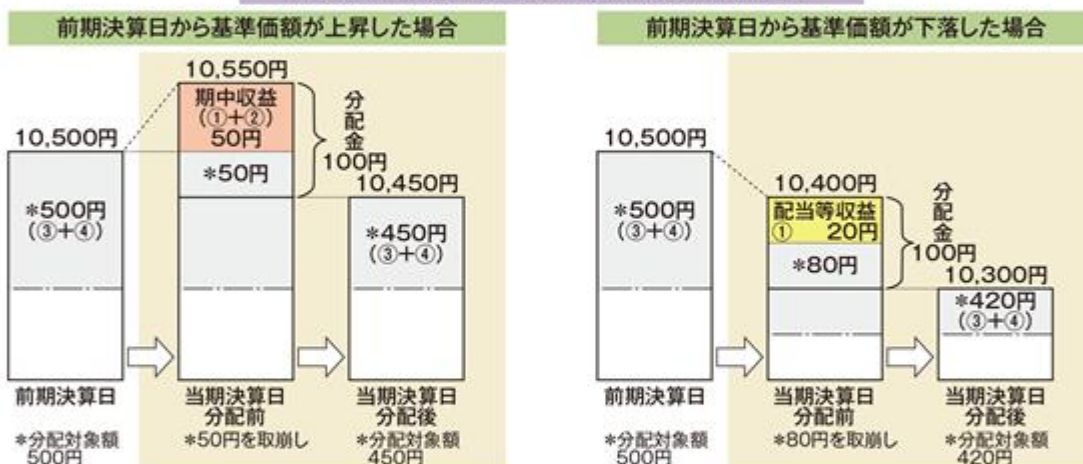 前期決算日から基準価額が上昇した場合
10,550円
期中収益
(①+②)
50円
*50円
分配金
100円
10,500円
*500円
(③+④)
10,450円
*450円
(③+④)
前期決算日
当期決算日
分配前
当期決算日
分配後
*分配対象額
500円
*50円を取崩し
*分配対象額
450円
前期決算日から基準価額が下落した場合
10,500円
*500円
(③+④)
10,400円
配当等収益
① 20円
*80円
分配金
100円
10,300円
*420円
(③+④)
前期決算日
当期決算日
分配前
当期決算日
分配後
*分配対象額
500円
*80円を取崩し
*分配対象額
420円